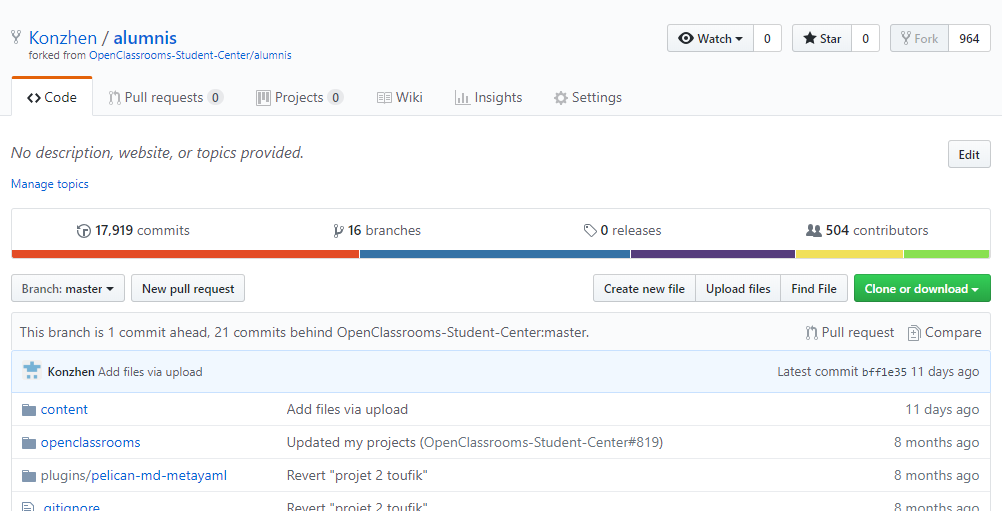 Konzhen / alumnis
Watch 0 Star 0 Fork 964
forked from OpenClassrooms-Student-Center/alumnis
Code Pull requests 0 Projects 0 Wiki Insights Settings
No description, website, or topics provided.
Edit
Manage topics
17,919 commits 16 branches 0 releases 504 contributors
Branch: master New pull request Create new file Upload files Find File Clone or download
This branch is 1 commit ahead, 21 commits behind OpenClassrooms-Student-Center:master. Pull request Compare
Konzhen Add files via upload Latest commit bff1e35 11 days ago
content Add files via upload 11 days ago
openclassrooms Updated my projects (OpenClassrooms-Student-Center#819) 8 months ago
plugins/pelican-md-metayaml Revert "projet 2 toufik" 8 months ago
.gitignore Revert "projet 2 toufik" 8 months ago